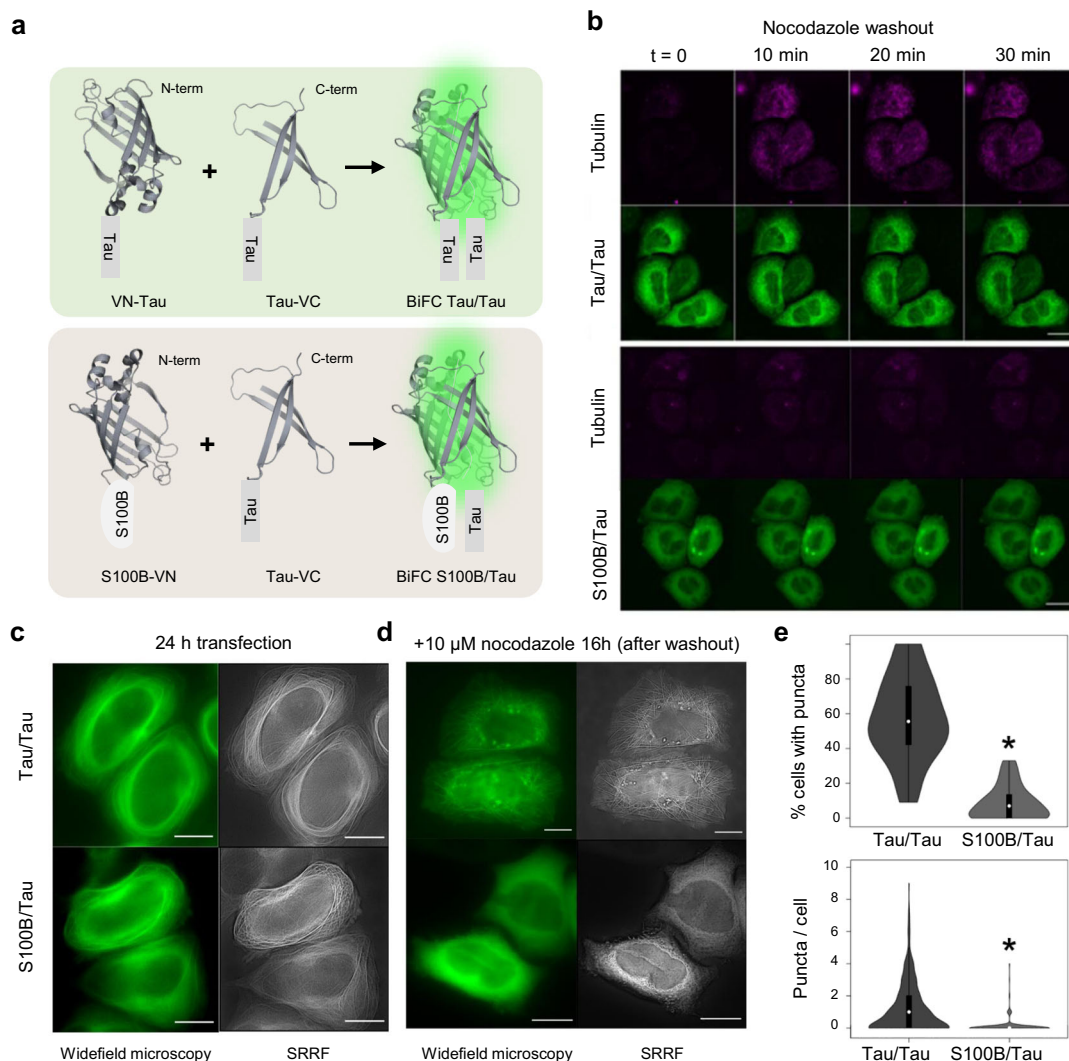 a
N-term
C-term
+
Tau
Tau
Tau
Tau
VN-Tau
Tau-VC
BiFC Tau/Tau
N-term
C-term
+
S100B
Tau
S100B
Tau
S100B-VN
Tau-VC
BiFC S100B/Tau
b
Nocodazole washout
t = 0
10 min
20 min
30 min
Tubulin
Tau/Tau
Tubulin
S100B/Tau
c
24 h transfection
Tau/Tau
S100B/Tau
Widefield microscopy
SRRF
d
+10 µM nocodazole 16h (after washout)
Widefield microscopy
SRRF
e
% cells with puncta
80
60
40
20
0
*
Tau/Tau
S100B/Tau
Puncta / cell
8
6
4
2
0
*
Tau/Tau
S100B/Tau